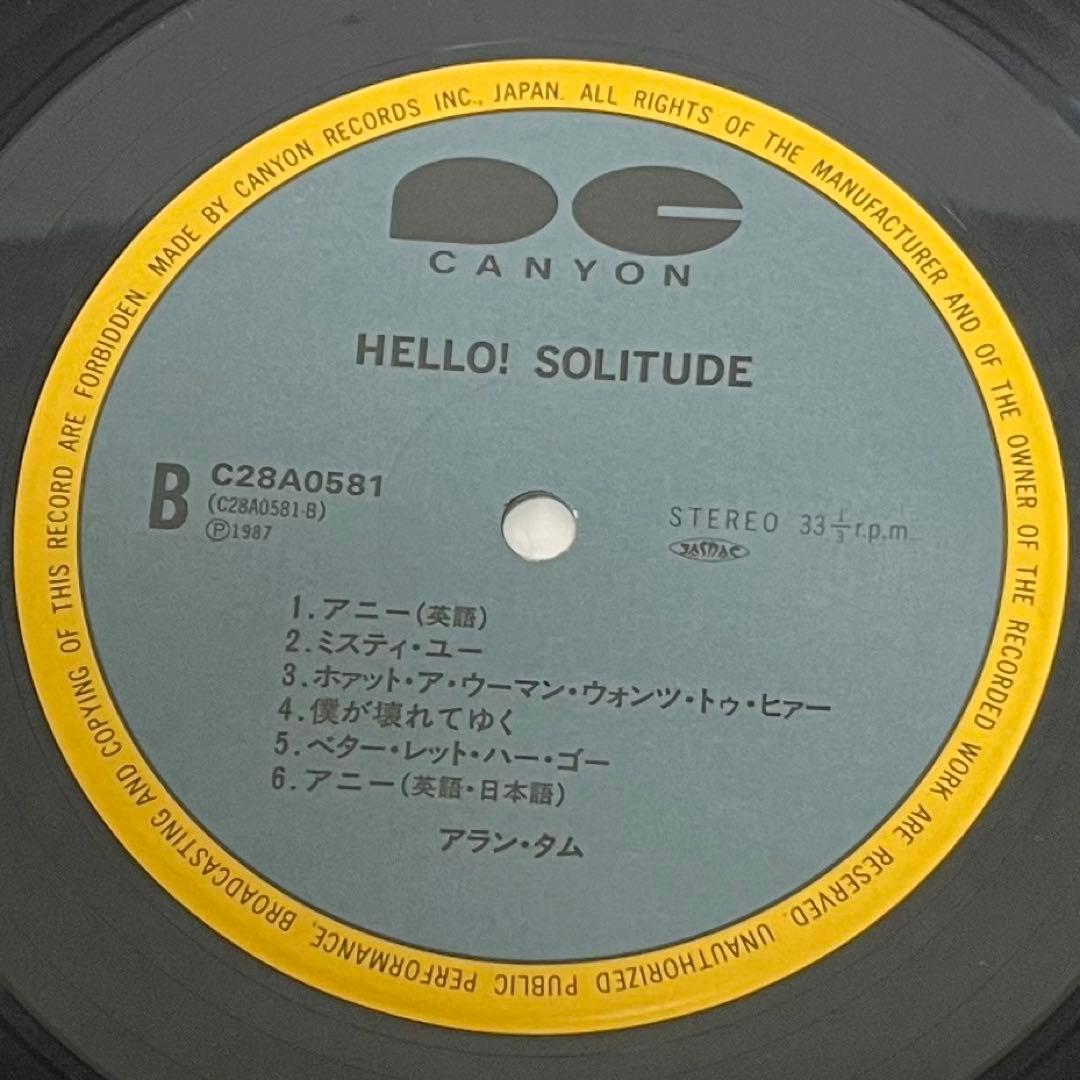 MADE BY CANYON RECORDS INC., JAPAN. ALL RIGHTS OF THE MANUFACTURER AND OF THE OWNER OF THE RECORDED WORK ARE RESERVED. UNAUTHORIZED PUBLIC PERFORMANCE, BROADCASTING AND COPYING OF THIS RECORD ARE FORBIDDEN.
PC
CANYON
HELLO! SOLITUDE
B
C28A0581
(C28A0581-B)
Ⓟ1987
STEREO 33 1/3 r.p.m.
JASRAC
1.アニー(英語)
2.ミスティ・ユー
3.ホァット・ア・ウーマン・ウォンツ・トゥ・ヒァー
4.僕が壊れてゆく
5.ベター・レット・ハー・ゴー
6.アニー(英語・日本語)
アラン・タム